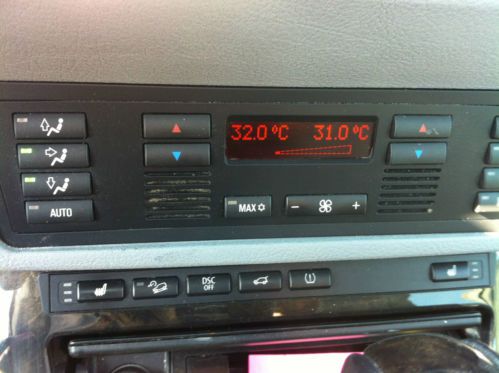 32.0 °C 31.0 °C
AUTO
MAX
− +
DSC
OFF